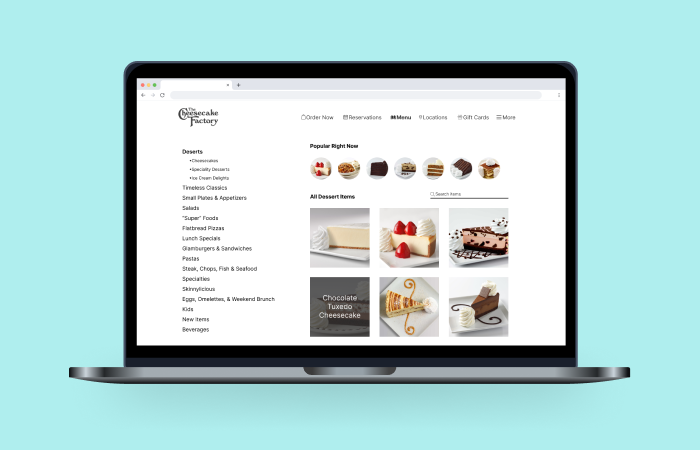 The
Cheesecake
Factory
Order Now
Reservations
Menu
Locations
Gift Cards
More
Deserts
•Cheesecakes
•Speciality Desserts
•Ice Cream Delights
Timeless Classics
Small Plates & Appetizers
Salads
"Super" Foods
Flatbread Pizzas
Lunch Specials
Glamburgers & Sandwiches
Pastas
Steak, Chops, Fish & Seafood
Specialties
Skinnylicious
Eggs, Omelettes, & Weekend Brunch
Kids
New Items
Beverages
Popular Right Now
All Dessert Items
Search Items
Chocolate
Tuxedo
Cheesecake